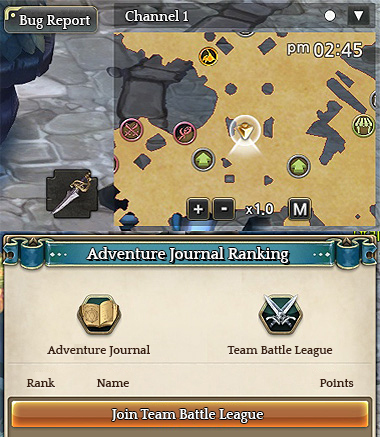 Bug Report
Channel 1
pm 02:45
+ - x1.0 M
Adventure Journal Ranking
Adventure Journal Team Battle League
Rank Name Points
Join Team Battle League